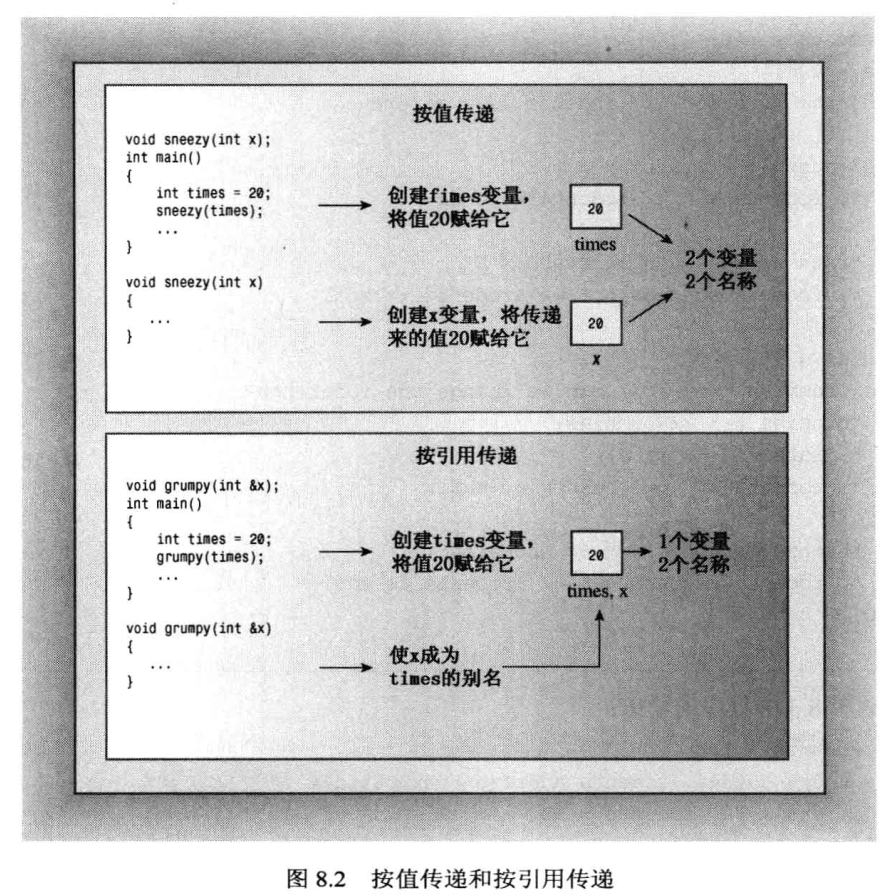 按值传递
void sneezy(int x);
int main()
{
int times = 20;
sneezy(times);
...
}
创建fimes变量，
将值20赋给它
20
times
2个变量
2个名称
void sneezy(int x)
{
...
}
创建x变量，将传递
来的值20赋给它
20
x
按引用传递
void grumpy(int &x);
int main()
{
int times = 20;
grumpy(times);
...
}
创建times变量，
将值20赋给它
20
times, x
1个变量
2个名称
void grumpy(int &x)
{
...
}
使x成为
times的别名
图 8.2 按值传递和按引用传递